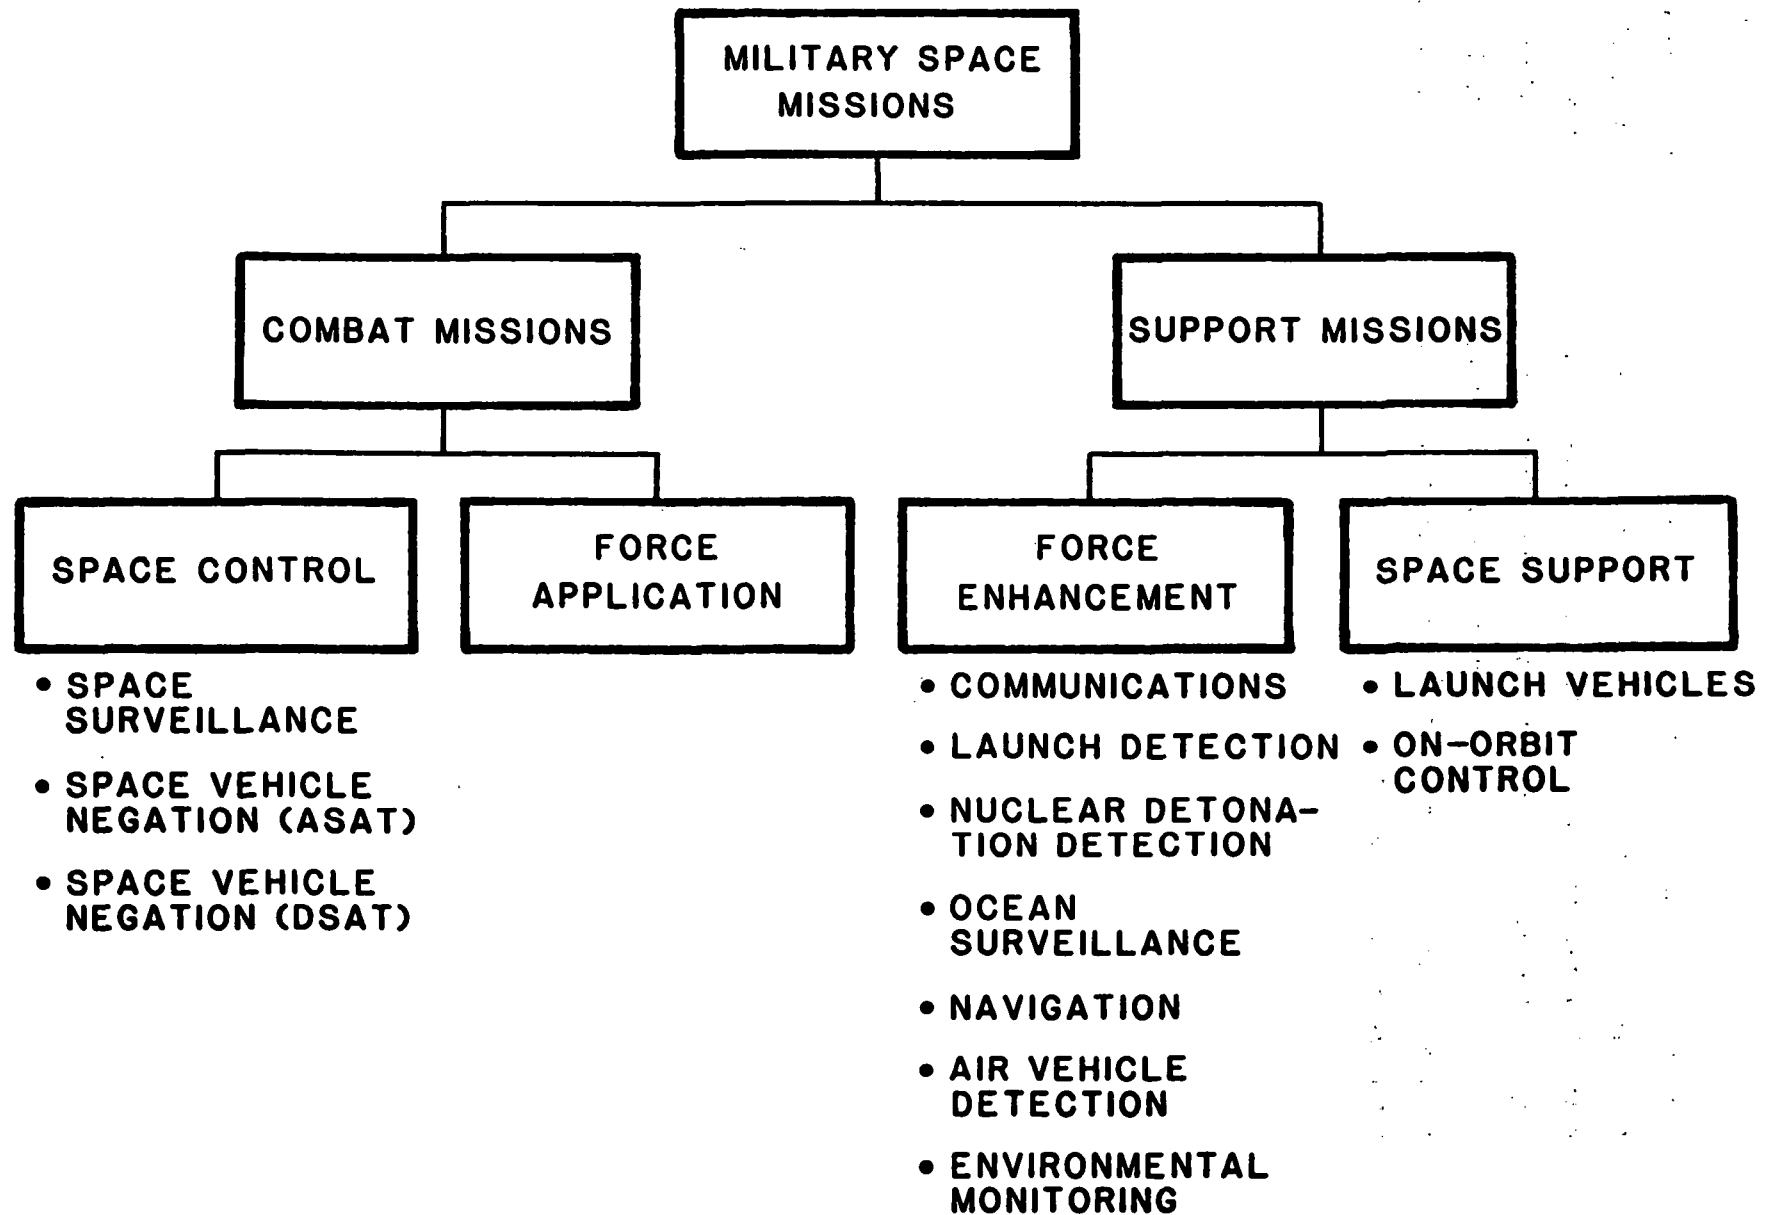 MILITARY SPACE
MISSIONS
COMBAT MISSIONS
SUPPORT MISSIONS
SPACE CONTROL
FORCE
APPLICATION
FORCE
ENHANCEMENT
SPACE SUPPORT
• SPACE
SURVEILLANCE
• SPACE VEHICLE
NEGATION (ASAT)
• SPACE VEHICLE
NEGATION (DSAT)
• COMMUNICATIONS
• LAUNCH DETECTION
• NUCLEAR DETONA-
TION DETECTION
• OCEAN
SURVEILLANCE
• NAVIGATION
• AIR VEHICLE
DETECTION
• ENVIRONMENTAL
MONITORING
• LAUNCH VEHICLES
• ON-ORBIT
CONTROL